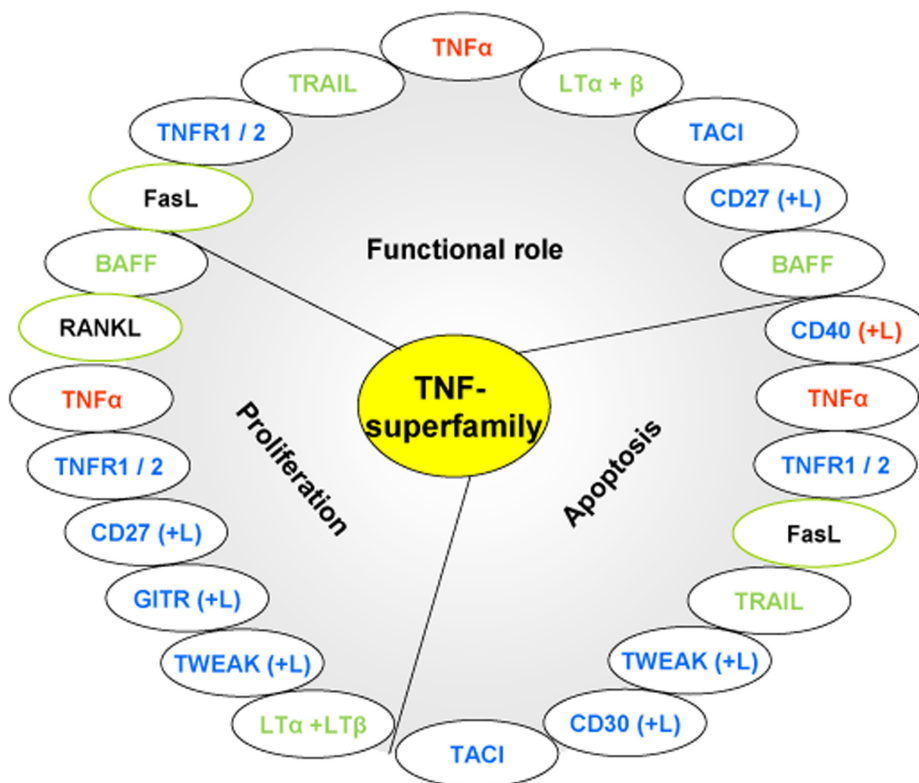 TNFα
TRAIL
LTα + β
TNFR1 / 2
TACI
FasL
CD27 (+L)
Functional role
BAFF
BAFF
RANKL
CD40 (+L)
TNF-
superfamily
TNFα
TNFα
Proliferation
Apoptosis
TNFR1 / 2
TNFR1 / 2
CD27 (+L)
FasL
GITR (+L)
TRAIL
TWEAK (+L)
TWEAK (+L)
LTα +LTβ
CD30 (+L)
TACI